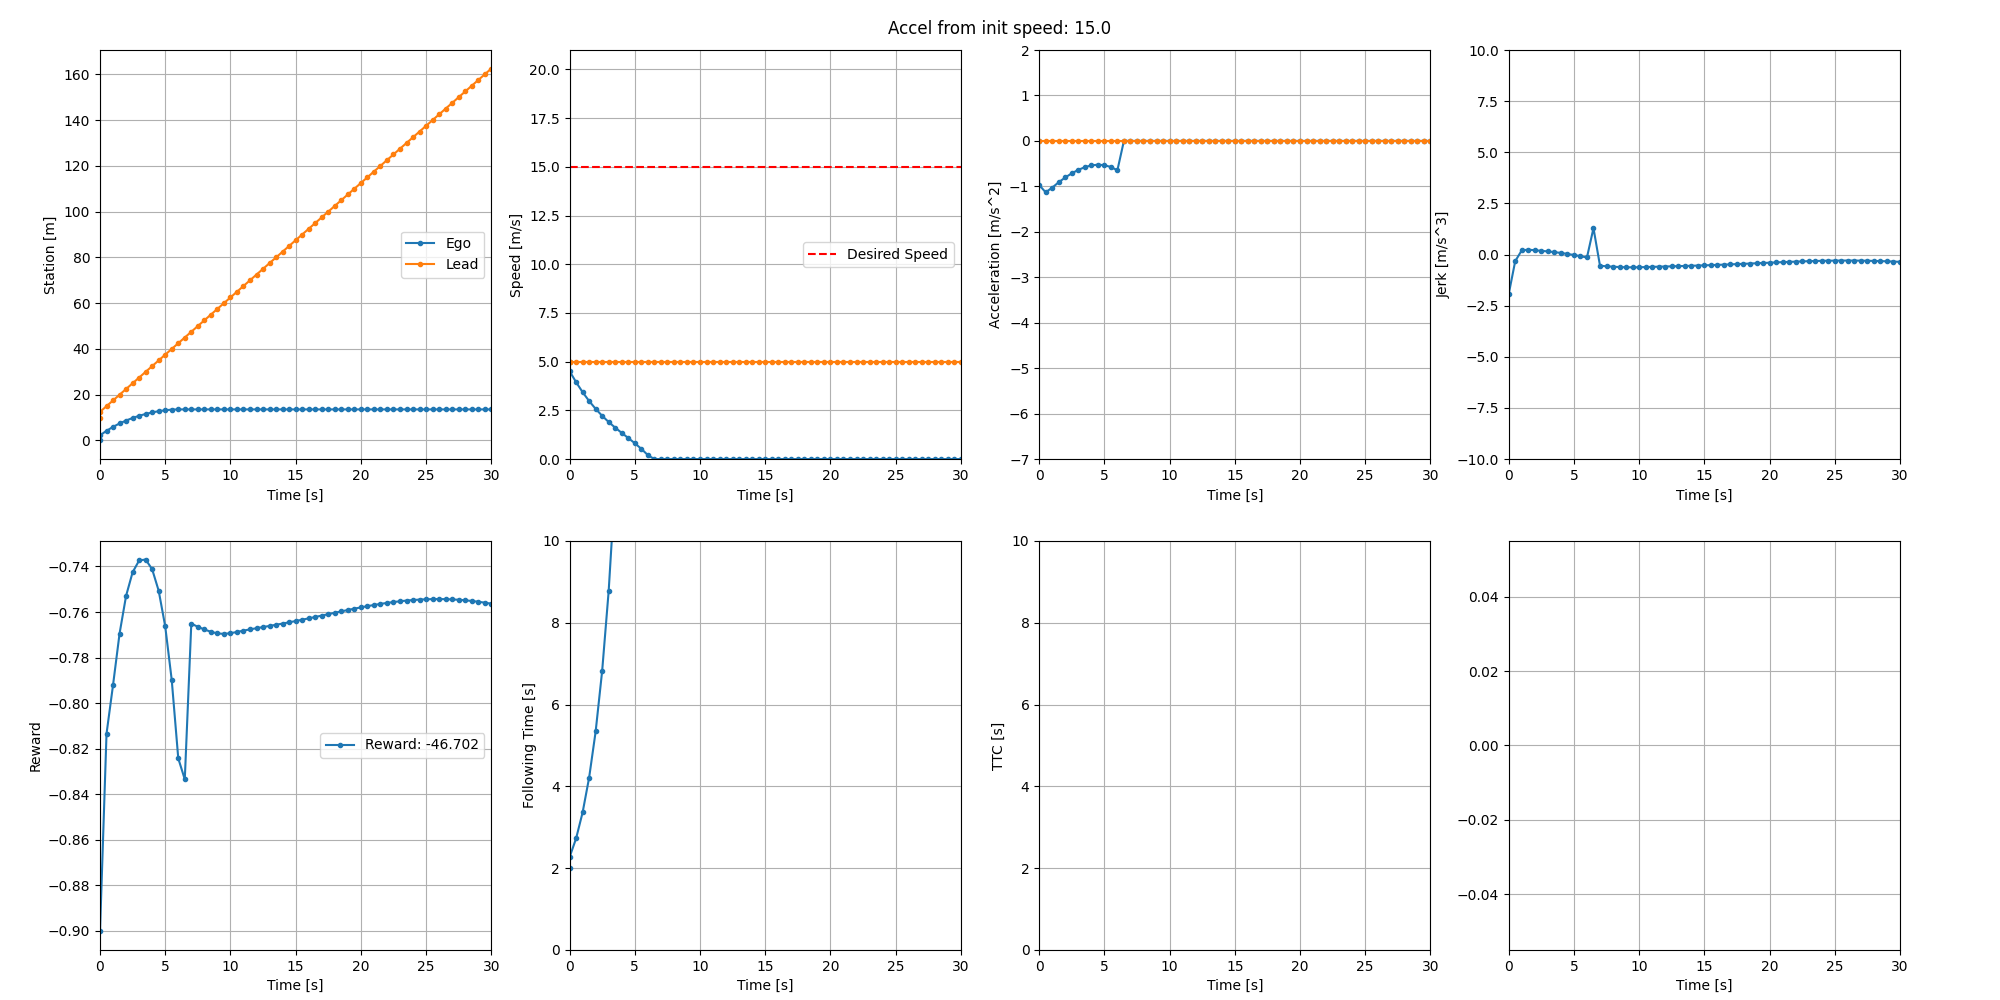 Accel from init speed: 15.0
160
140
120
100
80
60
40
20
0
Station [m]
Ego
Lead
0 5 10 15 20 25 30
Time [s]
20.0
17.5
15.0
12.5
10.0
7.5
5.0
2.5
0.0
Speed [m/s]
Desired Speed
0 5 10 15 20 25 30
Time [s]
2
1
0
−1
−2
−3
−4
−5
−6
−7
Acceleration [m/s^2]
0 5 10 15 20 25 30
Time [s]
10.0
7.5
5.0
2.5
0.0
−2.5
−5.0
−7.5
−10.0
Jerk [m/s^3]
0 5 10 15 20 25 30
Time [s]
−0.74
−0.76
−0.78
−0.80
−0.82
−0.84
−0.86
−0.88
−0.90
Reward
Reward: -46.702
0 5 10 15 20 25 30
Time [s]
10
8
6
4
2
0
Following Time [s]
0 5 10 15 20 25 30
Time [s]
10
8
6
4
2
0
TTC [s]
0 5 10 15 20 25 30
Time [s]
0.04
0.02
0.00
−0.02
−0.04
0 5 10 15 20 25 30
Time [s]